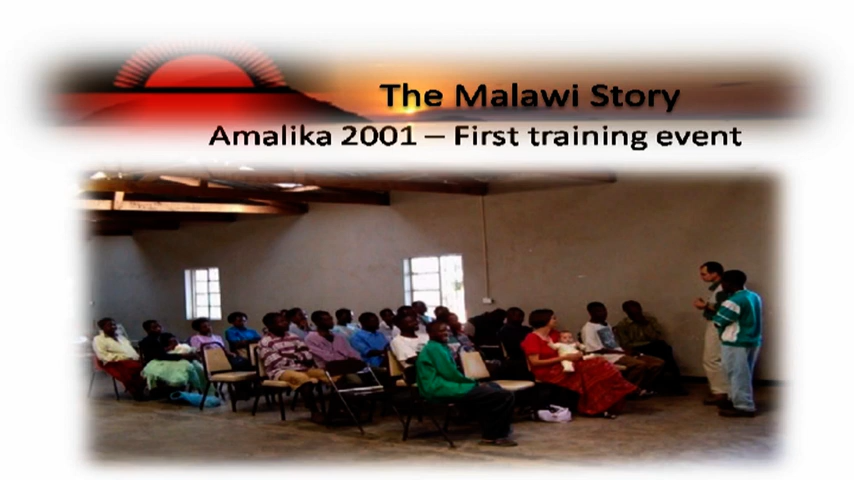 The Malawi Story
Amalika 2001 – First training event